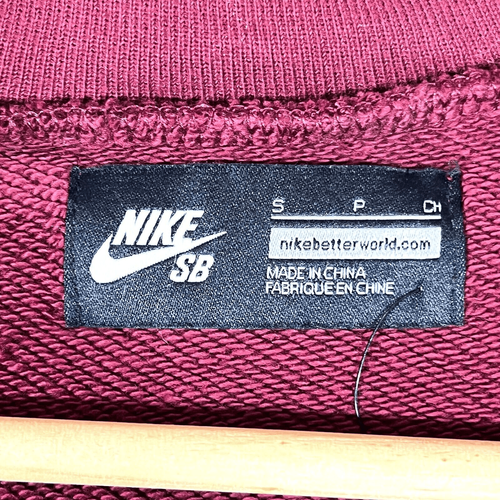 NIKE
SB
S P CH
nikebetterworld.com
MADE IN CHINA
FABRIQUE EN CHINE